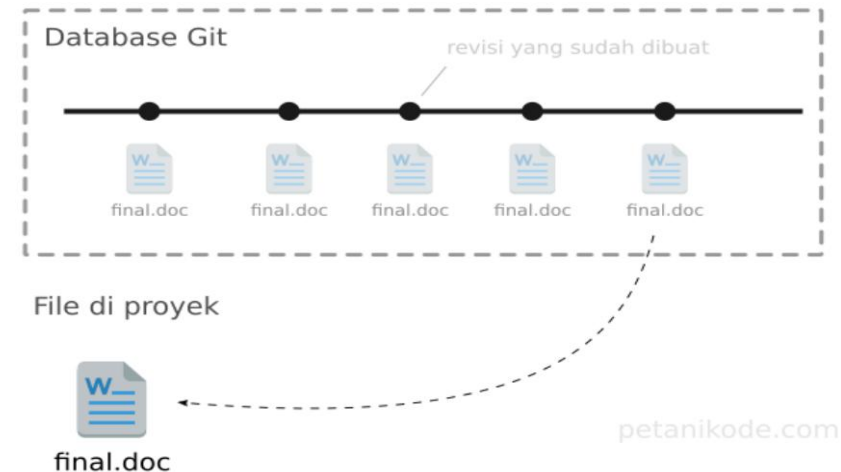 Database Git
revisi yang sudah dibuat
W
W
W
W
W
final.doc
final.doc
final.doc
final.doc
final.doc
File di proyek
W
final.doc
petanikode.com